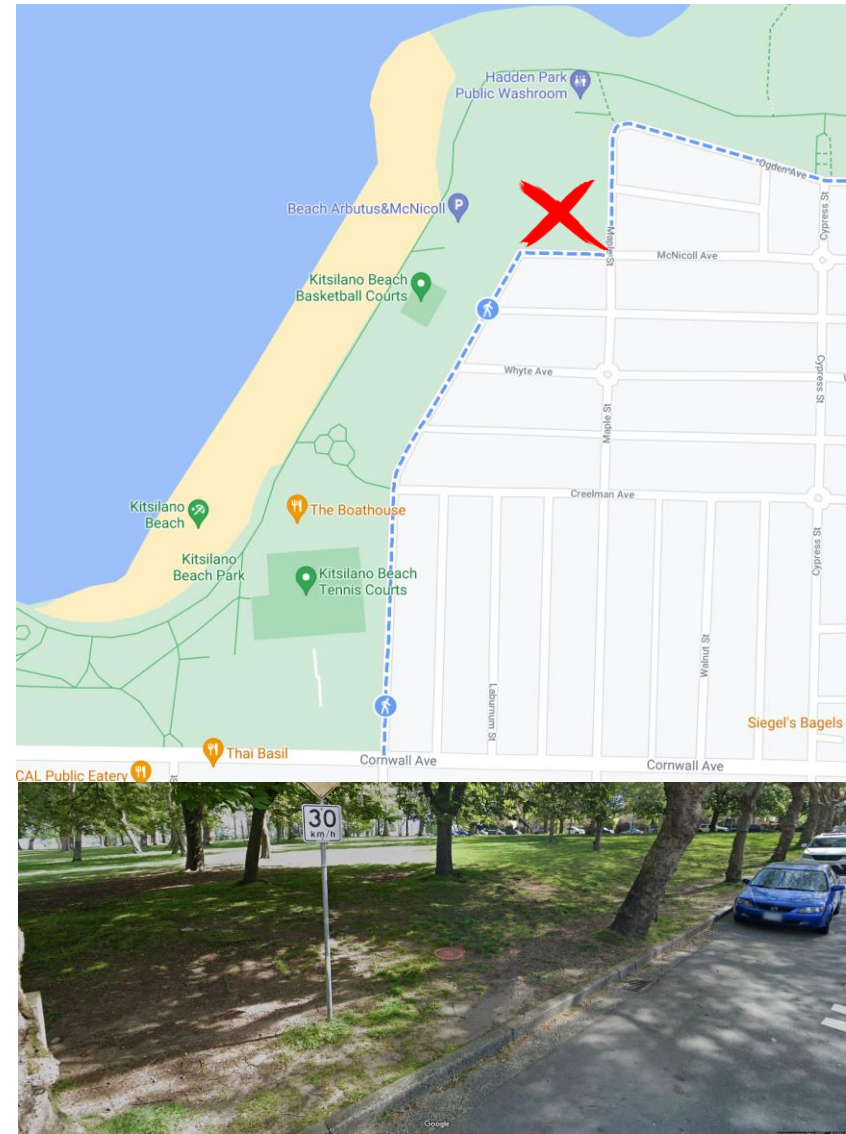 Hadden Park
Public Washroom
Ogden Ave
Beach Arbutus&McNicoll
P
Cypress St
Maple St
McNicoll Ave
Kitsilano Beach
Basketball Courts
Whyte Ave
Cypress St
Maple St
Creelman Ave
Kitsilano
Beach
The Boathouse
Cypress St
Kitsilano
Beach Park
Kitsilano Beach
Tennis Courts
Walnut St
Laburnum St
Siegel's Bagels
Thai Basil
Cornwall Ave
Cornwall Ave
CAL Public Eatery
30
km/h
Google